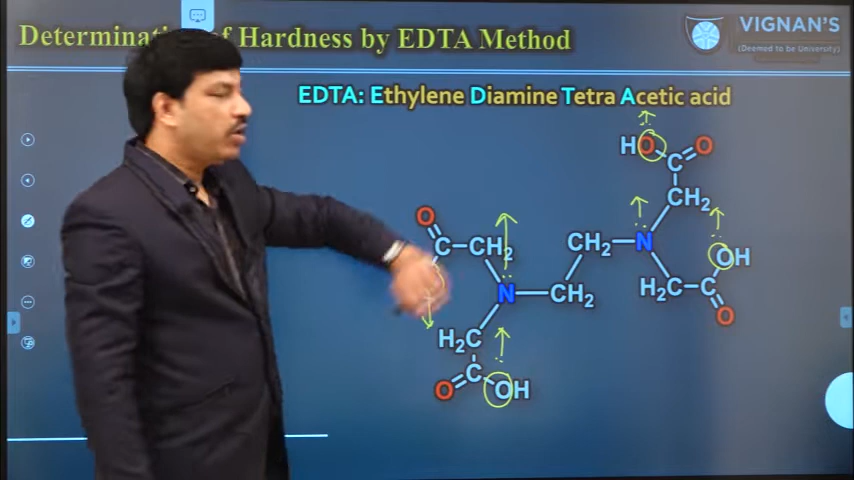 Determinati f Hardness by EDTA Method
VIGNAN'S
(Deemed to be University)
EDTA: Ethylene Diamine Tetra Acetic acid
HO C O
O CH2
C CH2 CH2 N OH
N CH2 H2C C
H2C O
C
O OH